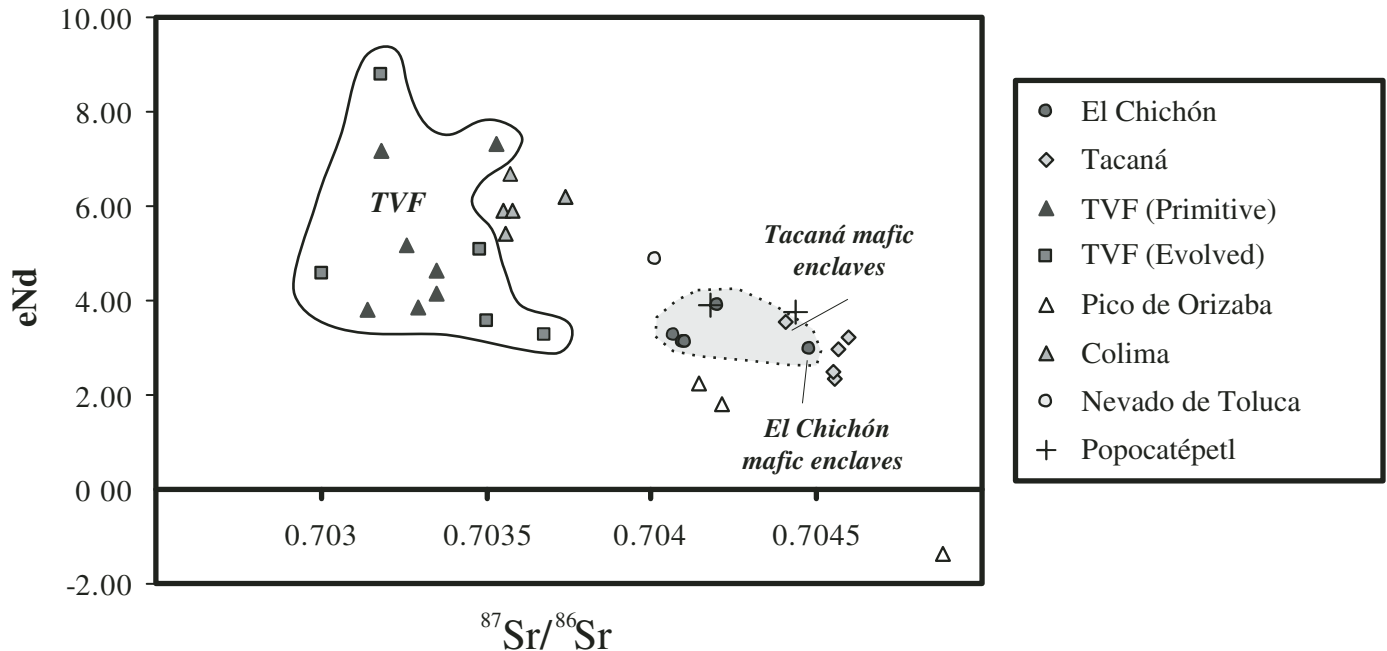 10.00
8.00
6.00
4.00
2.00
0 00
-2.00
eNd
0.703
0.7035
0.704
0.7045
⁸⁷Sr/⁸⁶Sr
TVF
Tacaná mafic
enclaves
El Chichón
mafic enclaves
El Chichón
Tacaná
TVF (Primitive)
TVF (Evolved)
Pico de Orizaba
Colima
Nevado de Toluca
Popocatépetl